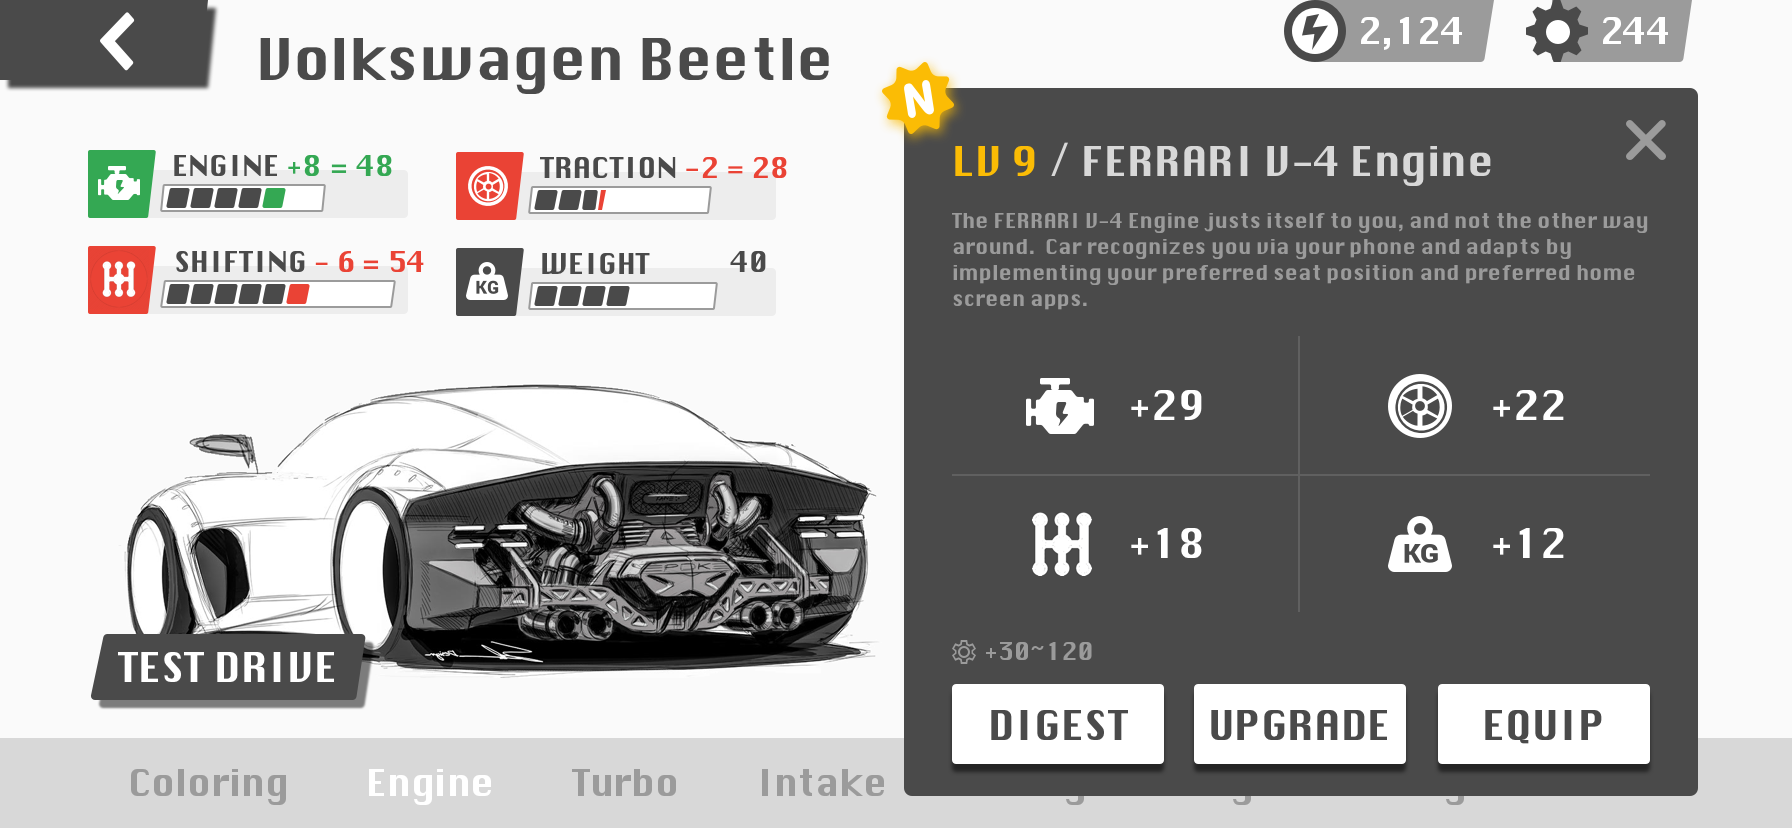 Volkswagen Beetle
2,124
244
N
ENGINE +8 = 48
TRACTION -2 = 28
SHIFTING - 6 = 54
WEIGHT 40
KG
LV 9 / FERRARI V-4 Engine
The FERRARI V-4 Engine justs itself to you, and not the other way
around. Car recognizes you via your phone and adapts by
implementing your preferred seat position and preferred home
screen apps.
+29
+22
+18
KG +12
+30~120
TEST DRIVE
DIGEST
UPGRADE
EQUIP
Coloring
Engine
Turbo
Intake